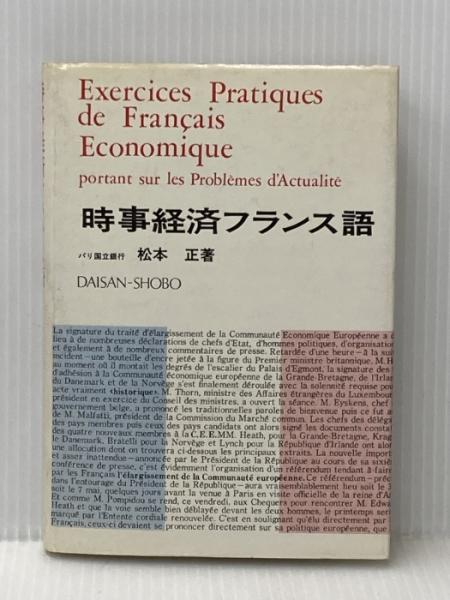 Exercices Pratiques
de Français
Economique
portant sur les Problèmes d'Actualité
時事経済フランス語
パリ国立銀行 松本 正著
DAISAN-SHOBO
La signature du traité d'élargissement de la Communauté Economique Européenne a
lieu à de nombreuses déclarations de chefs d'Etat, d'hommes politiques, d'organisation
et également à de nombreux commentaires de presse. Retardée d'une heure – à la sui
incident – une bouteille d'encre jetée à la figure du Premier ministre britannique, M. H
au moment où il montait les degrés de l'escalier du Palais d'Egmont, la signature des
d'adhésion à la Communauté économique européenne de la Grande-Bretagne, de l'Irlan
du Danemark et de la Norvège s'est finalement déroulée avec la solennité requise pou
acte vraiment «historique». M. Thorn, ministre des Affaires étrangères du Luxembour
président en exercice du Conseil des ministres, a ouvert la séance. M. Eyskens, chef
gouvernement belge, a prononcé les traditionnelles paroles de bienvenue puis ce fut a
de M. Malfatti, président de la Commission du Marché commun. Les chefs des délég
des pays membres puis ceux des pays candidats ont alors signé les documents constat
des quatre nouveaux membres à la C.E.E.MM. Heath, pour la Grande-Bretagne, Krag
le Danemark, Bratelli pour la Norvège et Lynch pour la République d'Irlande ont alor
une allocution dont on trouvera ci-dessous les principaux extraits. La nouvelle import
et assez inattendue – annoncée par le Président de la République au cours de sa sixiè
conférence de presse, c'est évidemment l'organisation d'un référendum tendant à faire
par les Français l'élargissement de la Communauté européenne. Ce référendum – préc
dans l'entourage du Président de la République – aura vraisemblablement lieu soit le
soit le 7 mai, quelques jours avant la venue à Paris en visite officielle de la reine d'A
Et comme M. Pompidou se rend, ce vendredi, aux Chequers pour rencontrer M. Edwa
Heath et que la voie semble bien déblayée devant les deux hommes, le printemps sera
marqué par l'Entente cordiale renouvelée. C'est en soulignant qu'élu directement par
Français, ceux-ci devaient se prononcer directement sur sa politique européenne, que